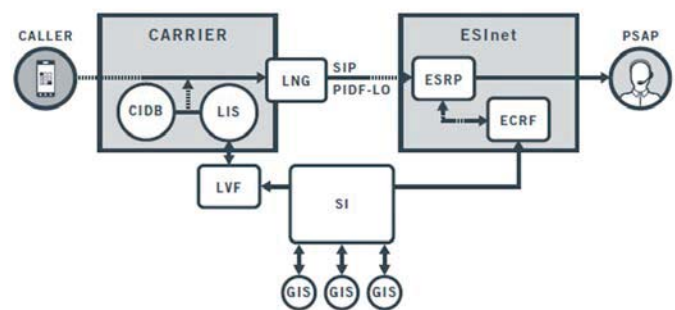 CALLER
CARRIER
ESInet
PSAP
LNG
SIP
PIDF-LO
ESRP
CIDB
LIS
ECRF
LVF
SI
GIS
GIS
GIS